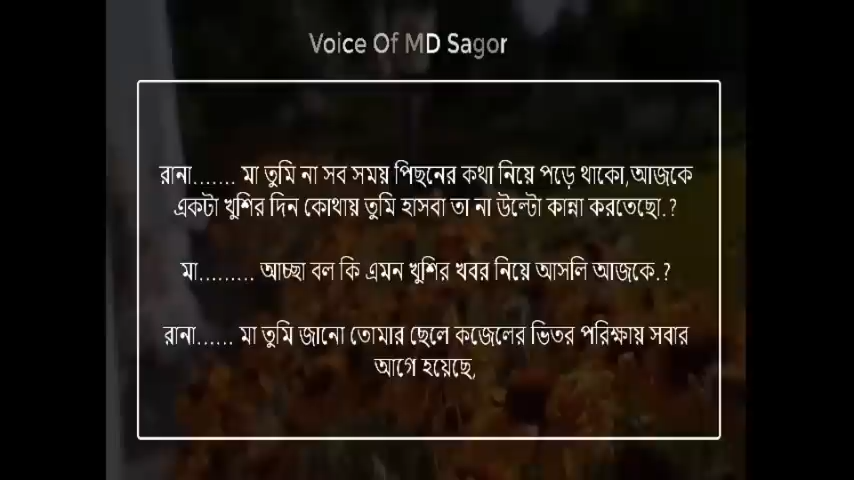 Voice Of MD Sagor
রানা....... মা তুমি না সব সময় পিছনের কথা নিয়ে পড়ে থাকো,আজকে
একটা খুশির দিন কোথায় তুমি হাসবা তা না উল্টো কান্না করতেছো.?
মা......... আচ্ছা বল কি এমন খুশির খবর নিয়ে আসলি আজকে.?
রানা...... মা তুমি জানো তোমার ছেলে কজেলের ভিতর পরিক্ষায় সবার
আগে হয়েছে,